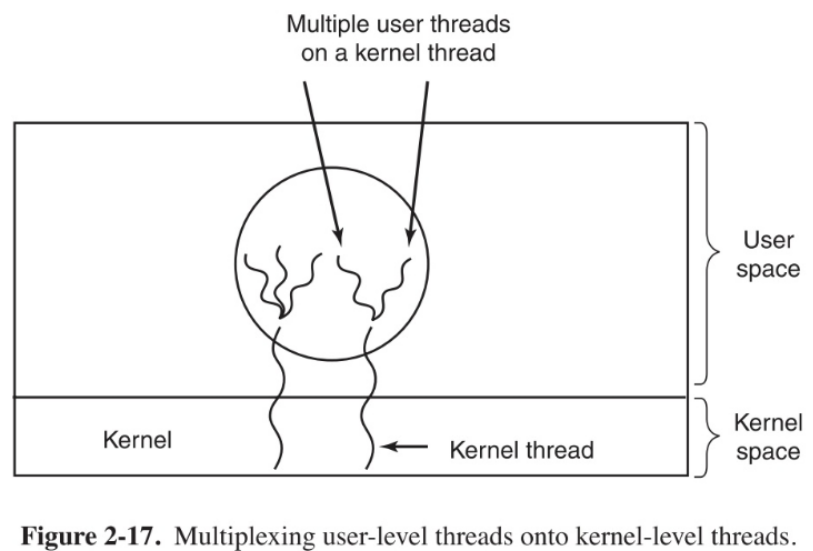 Multiple user threads
on a kernel thread
User
space
Kernel
Kernel thread
Kernel
space
Figure 2-17. Multiplexing user-level threads onto kernel-level threads.